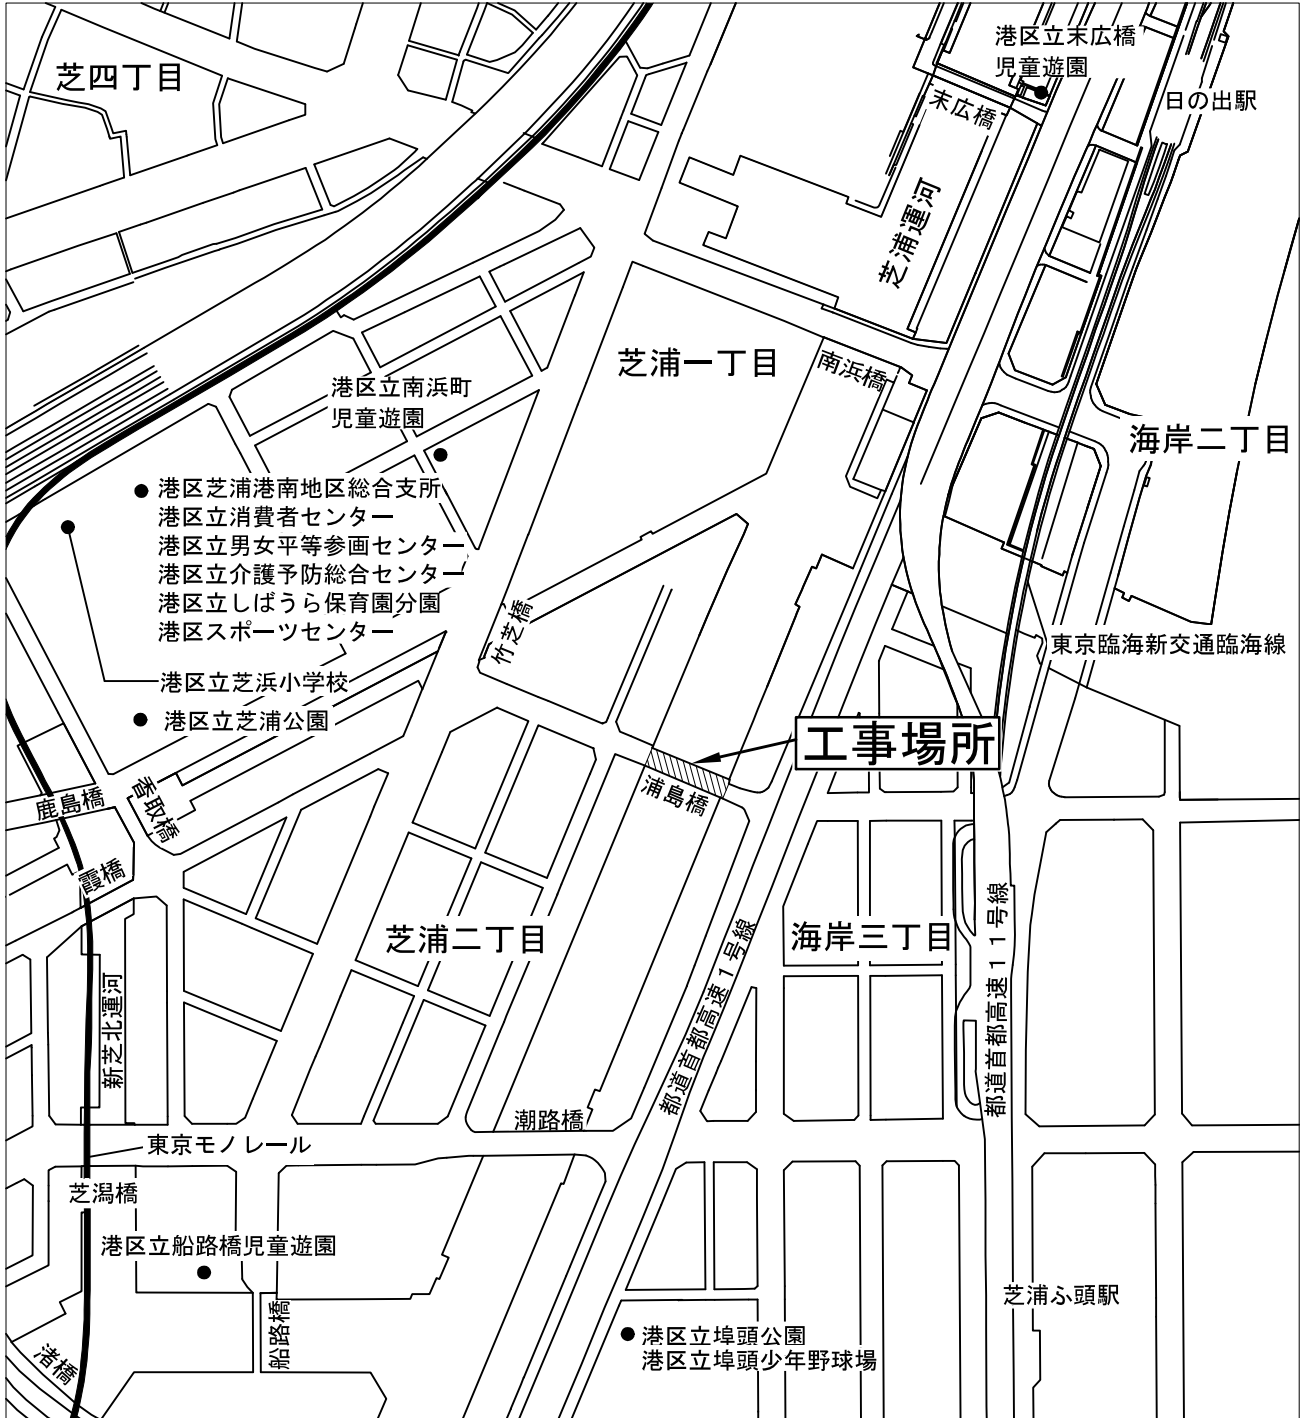 港区立末広橋
児童遊園
芝四丁目
日の出駅
末広橋
芝浦運河
芝浦一丁目
南浜橋
港区立南浜町
児童遊園
海岸二丁目
港区芝浦港南地区総合支所
港区立消費者センター
港区立男女平等参画センター
港区立介護予防総合センター
港区立しばうら保育園分園
港区スポーツセンター
竹芝橋
東京臨海新交通臨海線
港区立芝浜小学校
港区立芝浦公園
工事場所
浦島橋
鹿島橋
香取橋
霞橋
芝浦二丁目
海岸三丁目
都道首都高速1号線
都道首都高速11号線
新芝北運河
潮路橋
東京モノレール
芝潟橋
港区立船路橋児童遊園
芝浦ふ頭駅
船路橋
港区立埠頭公園
港区立埠頭少年野球場
渚橋